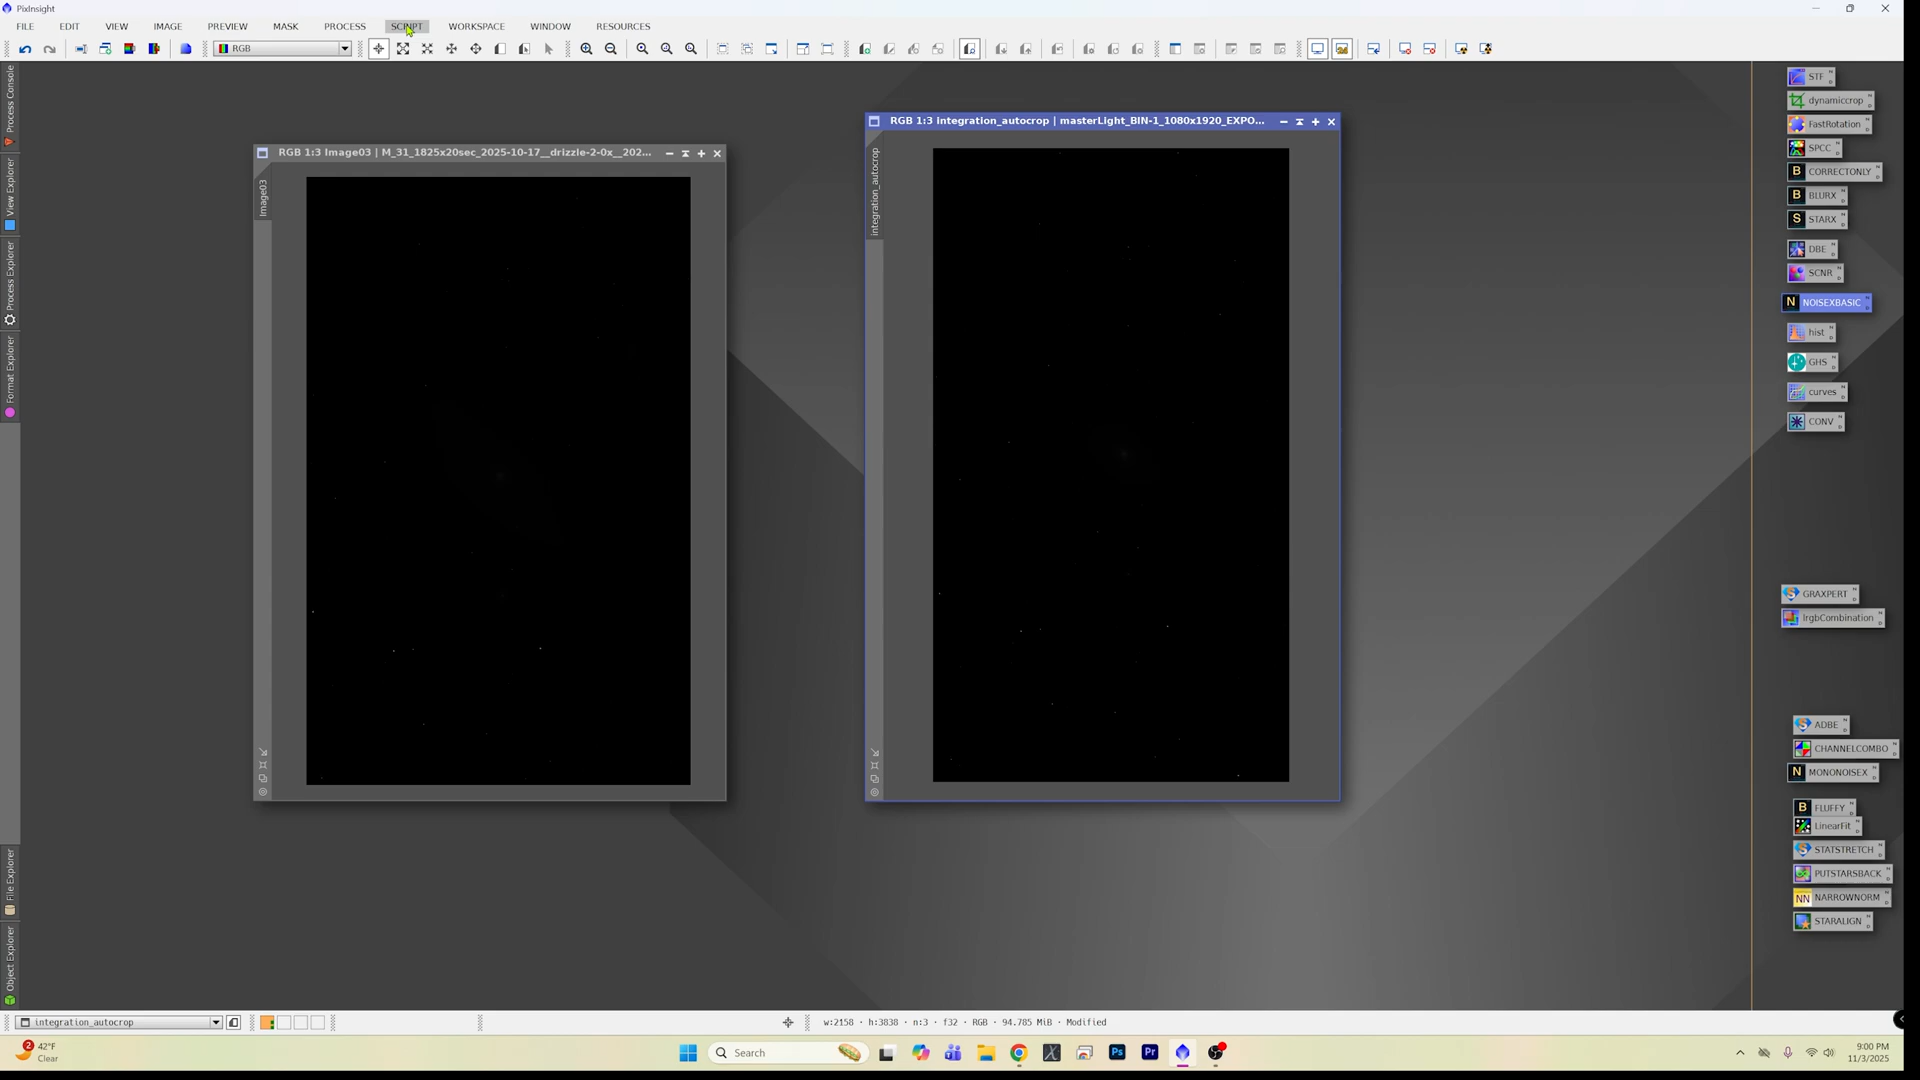 PixInsight
FILE EDIT VIEW IMAGE PREVIEW MASK PROCESS SCRIPT WORKSPACE WINDOW RESOURCES
RGB
Process Console
View Explorer
Process Explorer
Format Explorer
File Explorer
Object Explorer
RGB 1:3 Image03 | M_31_1825x20sec_2025-10-17__drizzle-2-0x__202...
Image03
RGB 1:3 integration_autocrop | masterLight_BIN-1_1080x1920_EXPO...
integration_autocrop
STF
dynamiccrop
FastRotation
SPCC
CORRECTONLY
BLURX
STARX
DBE
SCNR
NOISEXBASIC
hist
GHS
curves
CONV
GRAXPERT
lrgbCombination
ADBE
CHANNELCOMBO
MONONOISEX
FLUFFY
LinearFit
STATSTRETCH
PUTSTARSBACK
NARROWNORM
STARALIGN
integration_autocrop
w:2158 · h:3838 · n:3 · f32 · RGB · 94.785 MiB · Modified
2
42°F
Clear
Search
Ps
Pr
9:00 PM
11/3/2025